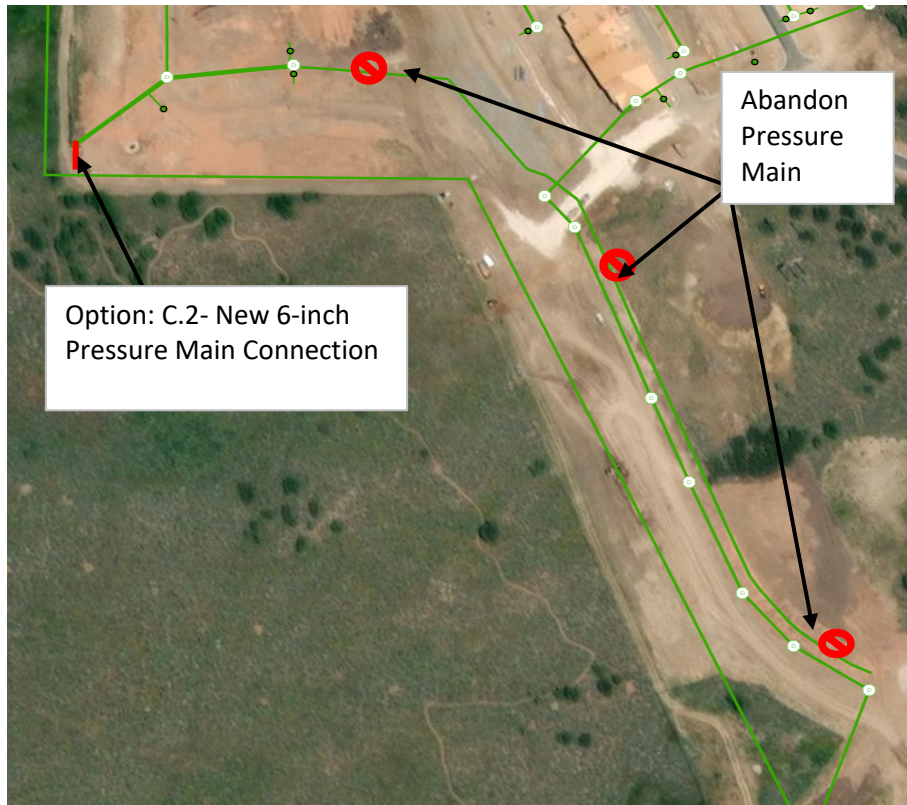 Abandon
Pressure
Main
Option: C.2- New 6-inch
Pressure Main Connection